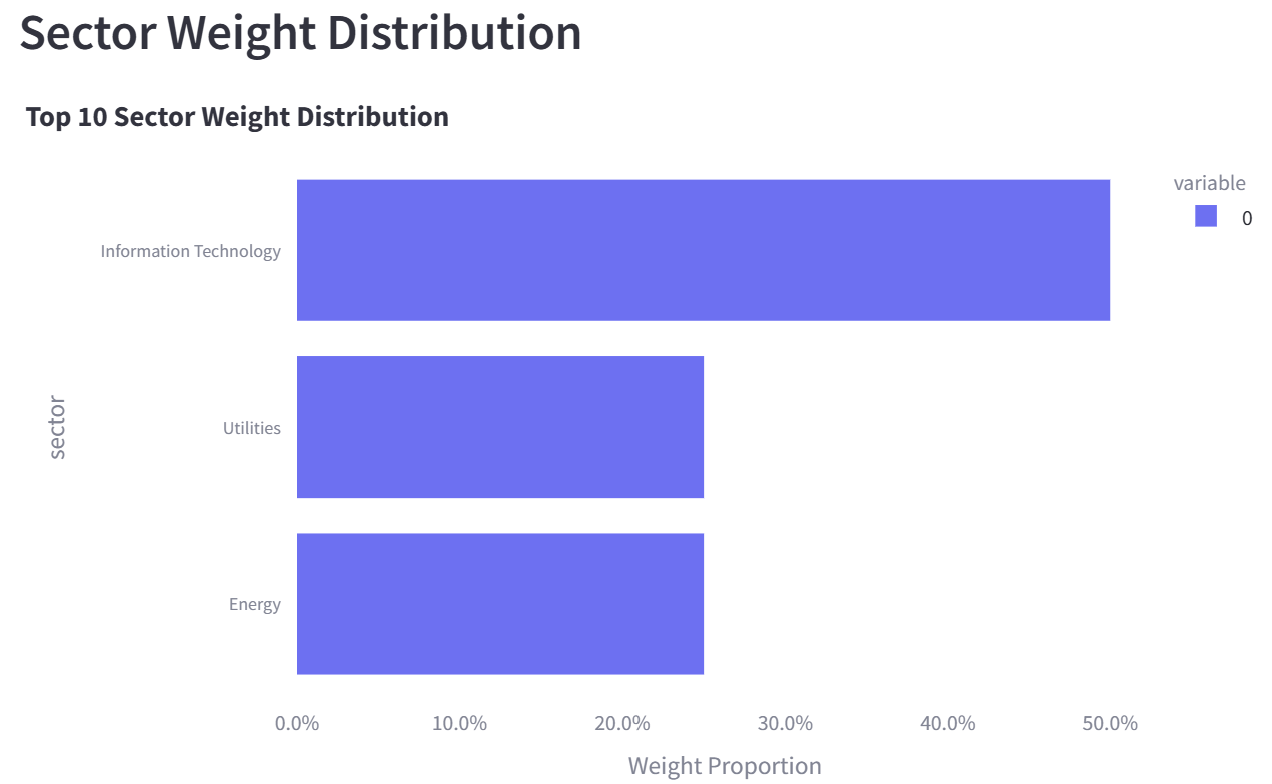 Sector Weight Distribution
Top 10 Sector Weight Distribution
variable
0
Information Technology
Utilities
Energy
sector
0.0% 10.0% 20.0% 30.0% 40.0% 50.0%
Weight Proportion